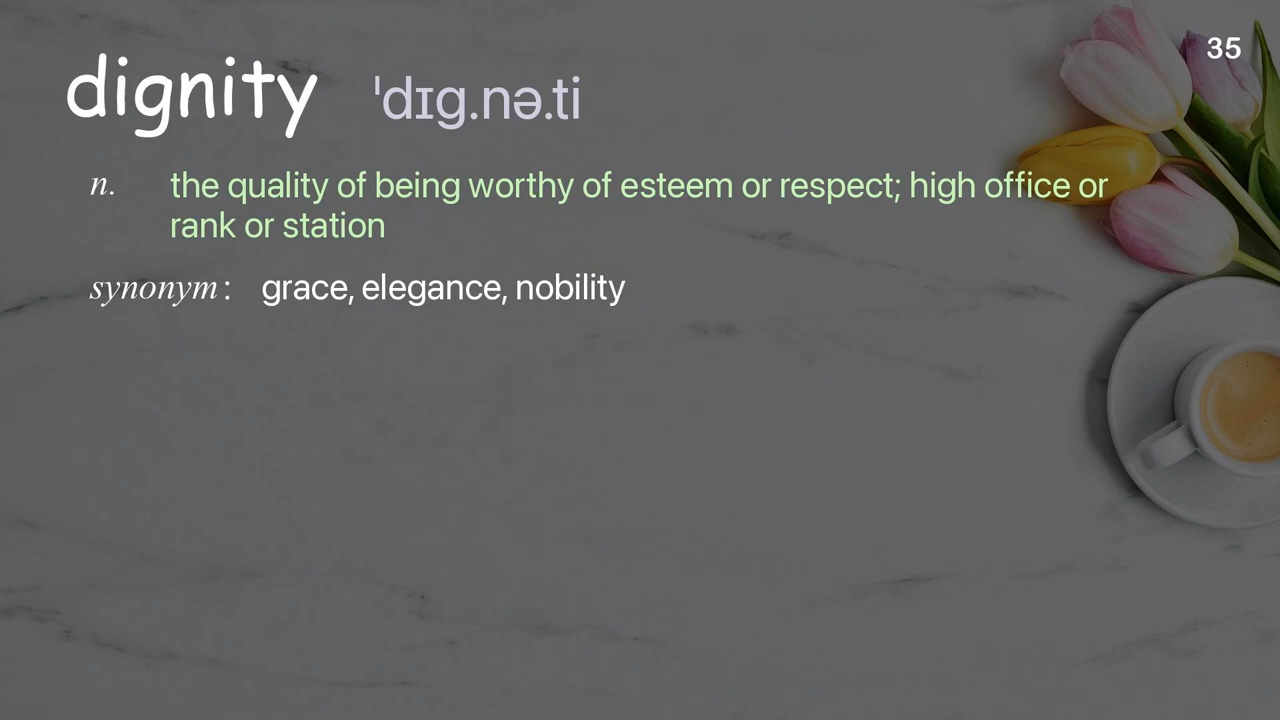 35
dignity ˈdɪg.nə.ti
n. the quality of being worthy of esteem or respect; high office or
rank or station
synonym: grace, elegance, nobility